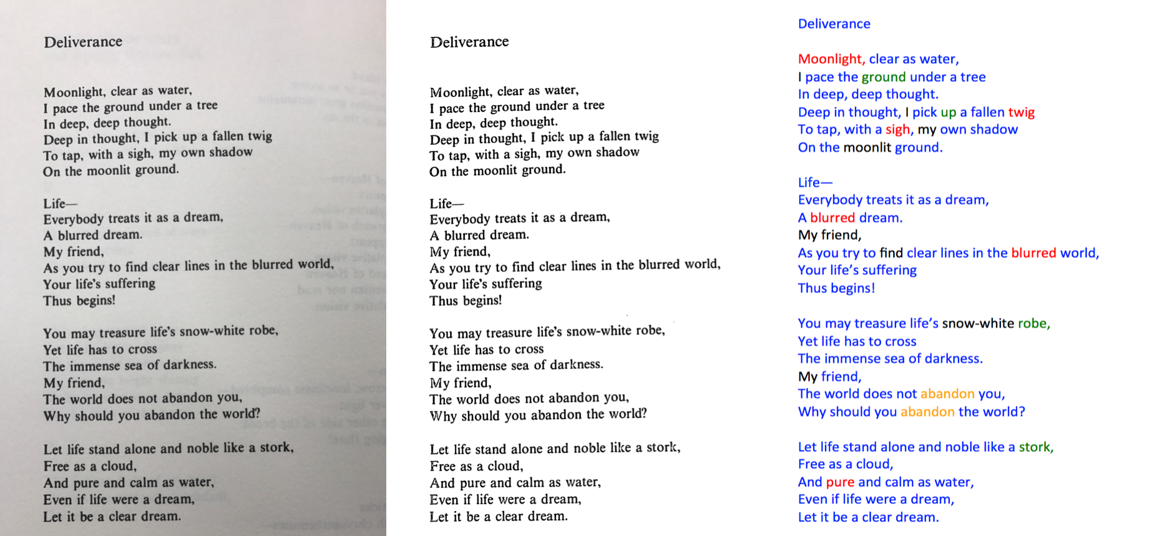 Deliverance
Moonlight, clear as water,
I pace the ground under a tree
In deep, deep thought.
Deep in thought, I pick up a fallen twig
To tap, with a sigh, my own shadow
On the moonlit ground.
Life—
Everybody treats it as a dream,
A blurred dream.
My friend,
As you try to find clear lines in the blurred world,
Your life's suffering
Thus begins!
You may treasure life's snow-white robe,
Yet life has to cross
The immense sea of darkness.
My friend,
The world does not abandon you,
Why should you abandon the world?
Let life stand alone and noble like a stork,
Free as a cloud,
And pure and calm as water,
Even if life were a dream,
Let it be a clear dream.
Deliverance
Moonlight, clear as water,
I pace the ground under a tree
In deep, deep thought.
Deep in thought, I pick up a fallen twig
To tap, with a sigh, my own shadow
On the moonlit ground.
Life—
Everybody treats it as a dream,
A blurred dream.
My friend,
As you try to find clear lines in the blurred world,
Your life's suffering
Thus begins!
You may treasure life's snow-white robe,
Yet life has to cross
The immense sea of darkness.
My friend,
The world does not abandon you,
Why should you abandon the world?
Let life stand alone and noble like a stork,
Free as a cloud,
And pure and calm as water,
Even if life were a dream,
Let it be a clear dream.
Deliverance
Moonlight, clear as water,
I pace the ground under a tree
In deep, deep thought.
Deep in thought, I pick up a fallen twig
To tap, with a sigh, my own shadow
On the moonlit ground.
Life—
Everybody treats it as a dream,
A blurred dream.
My friend,
As you try to find clear lines in the blurred world,
Your life's suffering
Thus begins!
You may treasure life's snow-white robe,
Yet life has to cross
The immense sea of darkness.
My friend,
The world does not abandon you,
Why should you abandon the world?
Let life stand alone and noble like a stork,
Free as a cloud,
And pure and calm as water,
Even if life were a dream,
Let it be a clear dream.